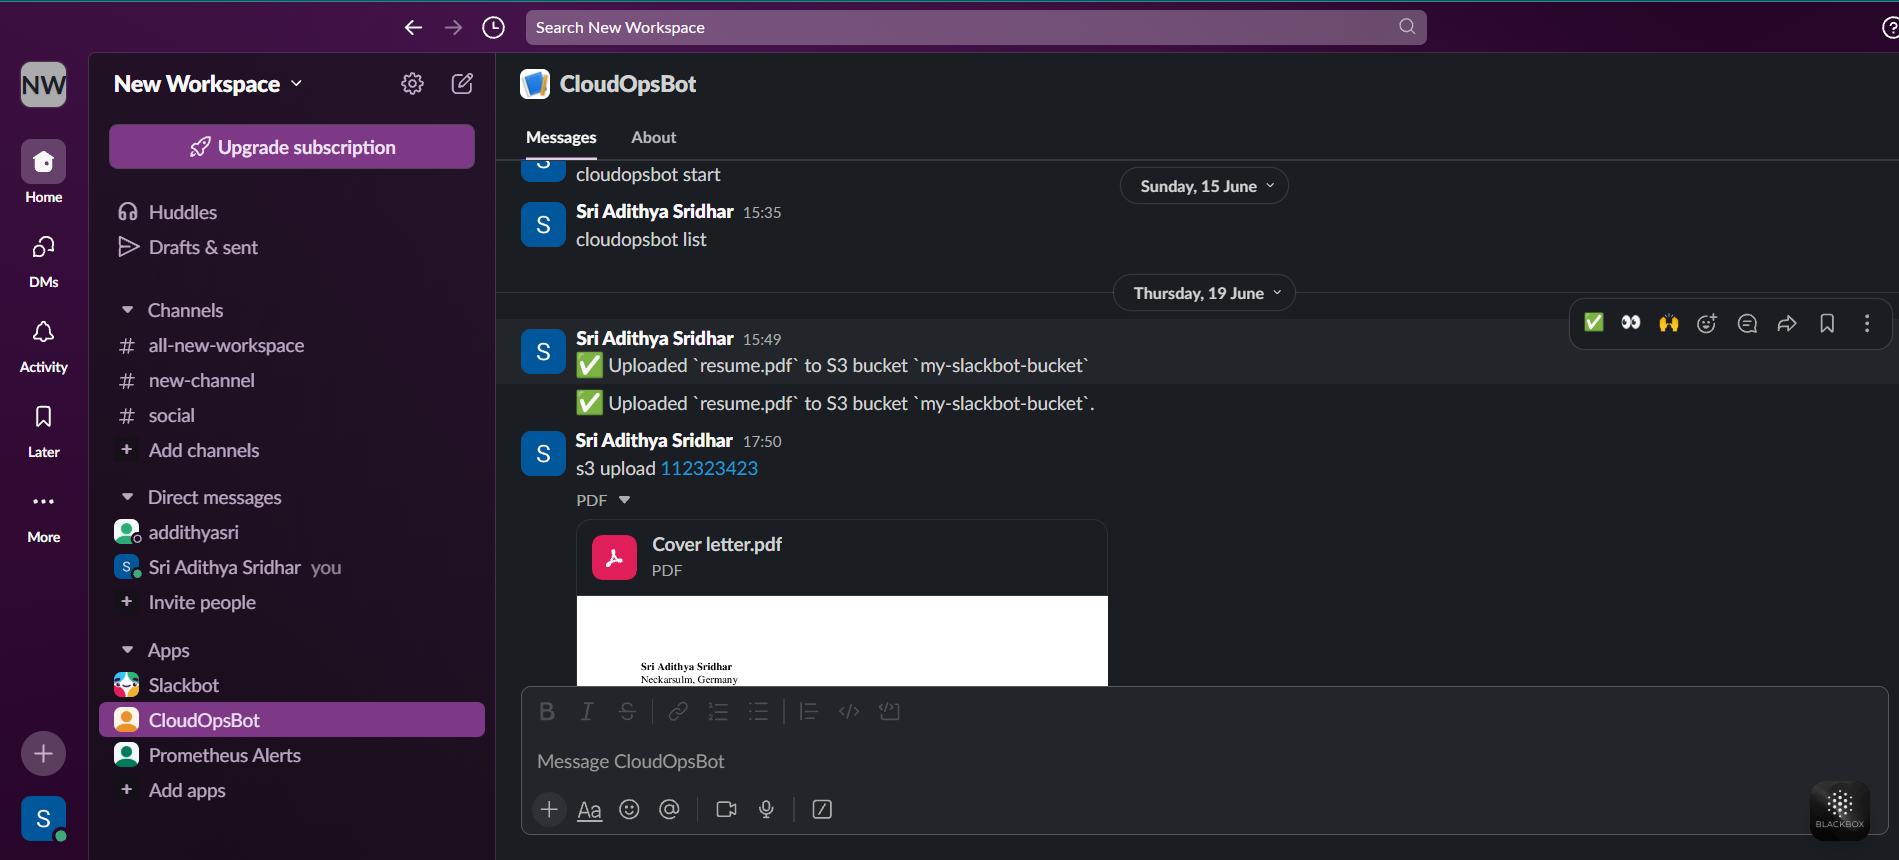 Search New Workspace
NW
Home
DMs
Activity
Later
More
S
New Workspace
Upgrade subscription
Huddles
Drafts & sent
Channels
# all-new-workspace
# new-channel
# social
+ Add channels
Direct messages
addithyasri
S Sri Adithya Sridhar you
+ Invite people
Apps
Slackbot
CloudOpsBot
Prometheus Alerts
+ Add apps
CloudOpsBot
Messages About
cloudopsbot start
Sunday, 15 June
S
Sri Adithya Sridhar 15:35
cloudopsbot list
Thursday, 19 June
S
Sri Adithya Sridhar 15:49
✅ Uploaded `resume.pdf` to S3 bucket `my-slackbot-bucket`
✅ Uploaded `resume.pdf` to S3 bucket `my-slackbot-bucket`.
S
Sri Adithya Sridhar 17:50
s3 upload 112323423
PDF
Cover letter.pdf
PDF
Sri Adithya Sridhar
Neckarsulm, Germany
B I S
Message CloudOpsBot
Aa
BLACKBOX